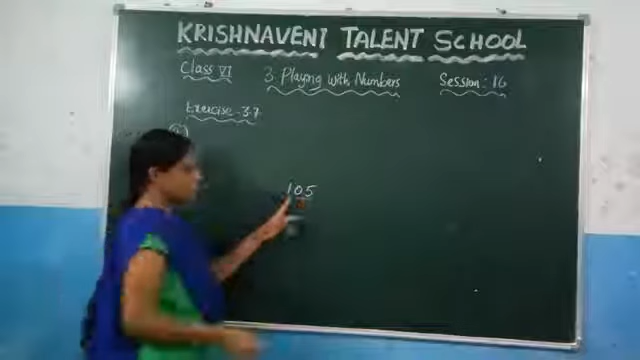 KRISHNAVENI TALENT SCHOOL
Class VI 3. Playing with Numbers Session: 16
Exercise-3.7
105